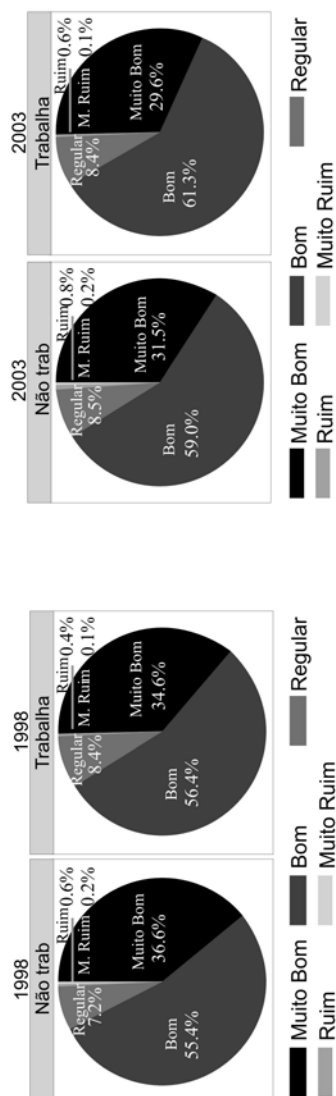 1998
Não trab
Ruim 0.6%
M. Ruim 0.2%
Regular
7.2%
Muito Bom
36.6%
Bom
55.4%
1998
Trabalha
Ruim 0.4%
M. Ruim 0.1%
Regular
8.4%
Muito Bom
34.6%
Bom
56.4%
Muito Bom
Bom
Regular
Ruim
Muito Ruim
2003
Não trab
Ruim 0.8%
M. Ruim 0.2%
Regular
8.5%
Muito Bom
31.5%
Bom
59.0%
2003
Trabalha
Ruim 0.6%
M. Ruim 0.1%
Regular
8.4%
Muito Bom
29.6%
Bom
61.3%
Muito Bom
Bom
Regular
Ruim
Muito Ruim